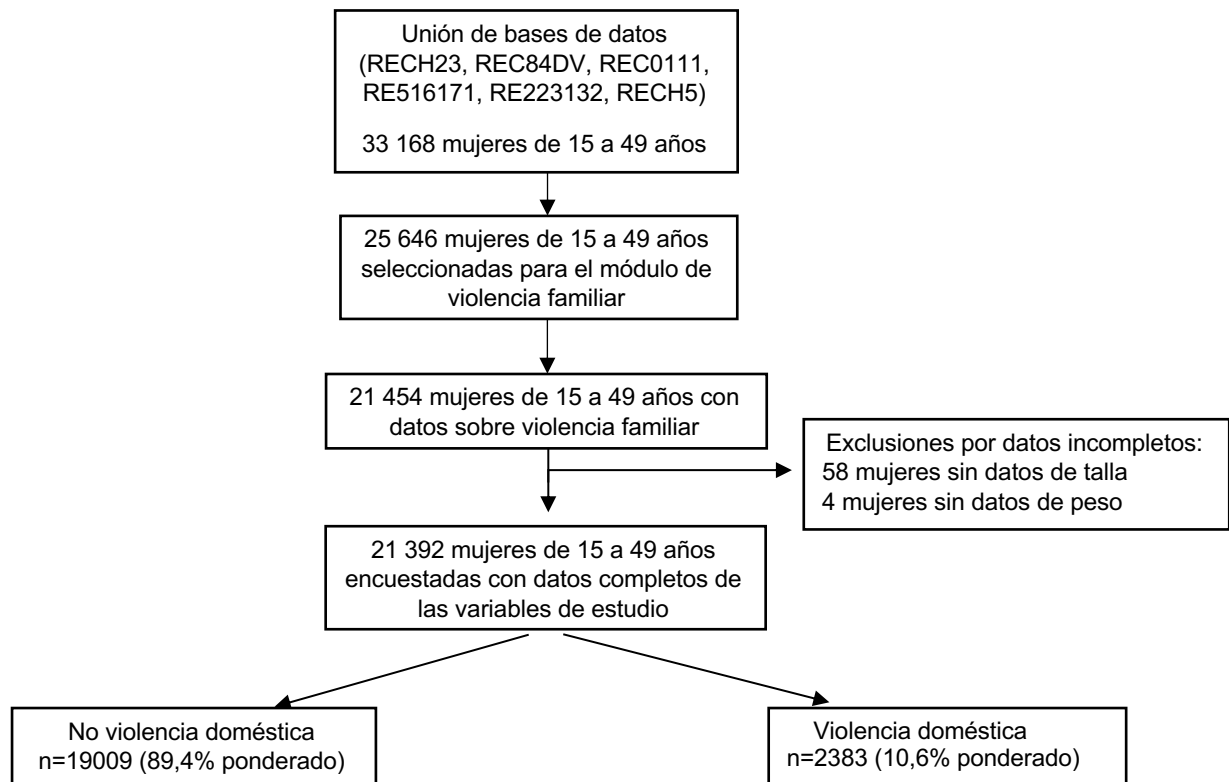 Unión de bases de datos
(RECH23, REC84DV, REC0111,
RE516171, RE223132, RECH5)
33 168 mujeres de 15 a 49 años
25 646 mujeres de 15 a 49 años
seleccionadas para el módulo de
violencia familiar
21 454 mujeres de 15 a 49 años con
datos sobre violencia familiar
Exclusiones por datos incompletos:
58 mujeres sin datos de talla
4 mujeres sin datos de peso
21 392 mujeres de 15 a 49 años
encuestadas con datos completos de
las variables de estudio
No violencia doméstica
n=19009 (89,4% ponderado)
Violencia doméstica
n=2383 (10,6% ponderado)